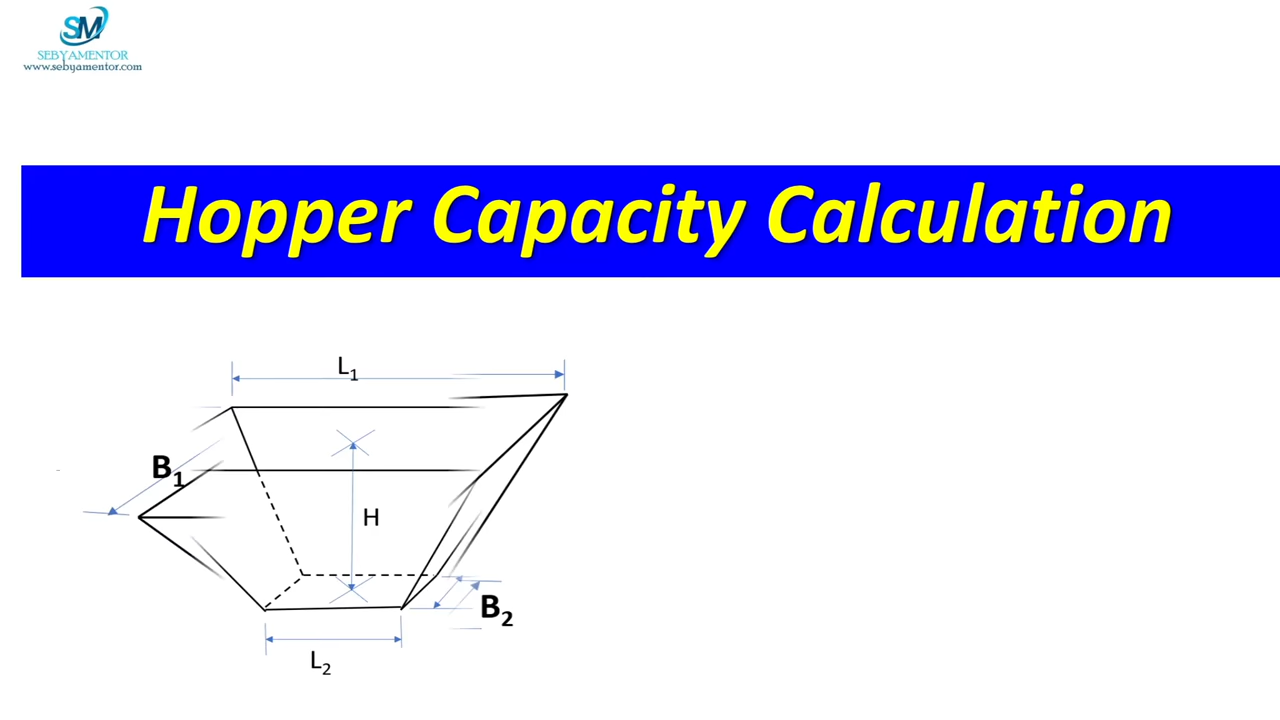 SM
SEBYAMENTOR
www.sebyamentor.com
Hopper Capacity Calculation
L₁
B₁
H
B₂
L₂